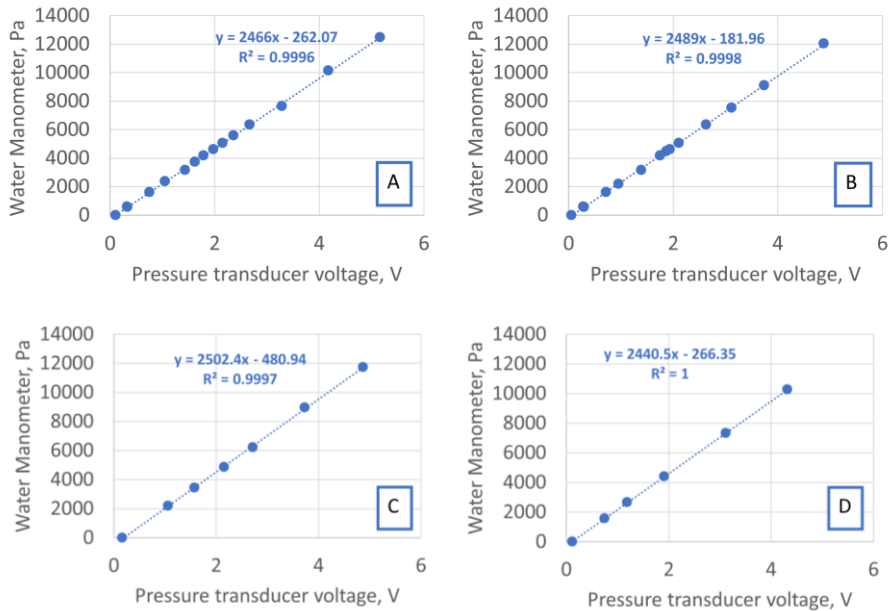 14000
12000
10000
8000
6000
4000
2000
0
Water Manometer, Pa
y = 2466x - 262.07
R² = 0.9996
A
0 2 4 6
Pressure transducer voltage, V
14000
12000
10000
8000
6000
4000
2000
0
Water Manometer, Pa
y = 2489x - 181.96
R² = 0.9998
B
0 2 4 6
Pressure transducer voltage, V
14000
12000
10000
8000
6000
4000
2000
0
Water Manometer, Pa
y = 2502.4x - 480.94
R² = 0.9997
C
0 2 4 6
Pressure transducer voltage, V
14000
12000
10000
8000
6000
4000
2000
0
Water Manometer, Pa
y = 2440.5x - 266.35
R² = 1
D
0 2 4 6
Pressure transducer voltage, V